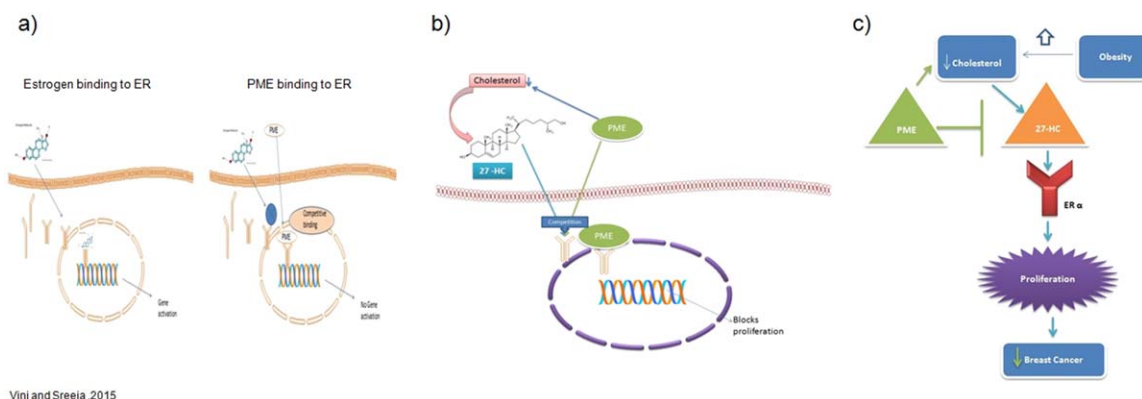 a)
Estrogen binding to ER
PME binding to ER
PME
Competitive
binding
PME
Gene
activation
No Gene
activation
Vini and Sreeja ,2015
b)
Cholesterol
PME
27 -HC
Competition
PME
Blocks
proliferation
c)
Cholesterol
Obesity
PME
27-HC
ER α
Proliferation
Breast Cancer